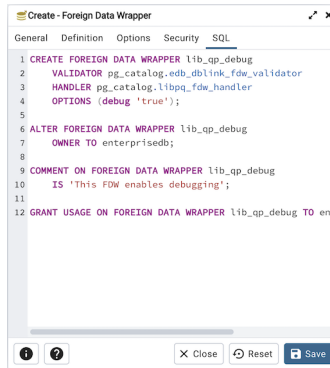 Create - Foreign Data Wrapper
General Definition Options Security SQL
1 CREATE FOREIGN DATA WRAPPER lib_qp_debug
2 VALIDATOR pg_catalog.edb_dblink_fdw_validator
3 HANDLER pg_catalog.libpq_fdw_handler
4 OPTIONS (debug 'true');
5
6 ALTER FOREIGN DATA WRAPPER lib_qp_debug
7 OWNER TO enterprisedb;
8
9 COMMENT ON FOREIGN DATA WRAPPER lib_qp_debug
10 IS 'This FDW enables debugging';
11
12 GRANT USAGE ON FOREIGN DATA WRAPPER lib_qp_debug TO en
Close Reset Save